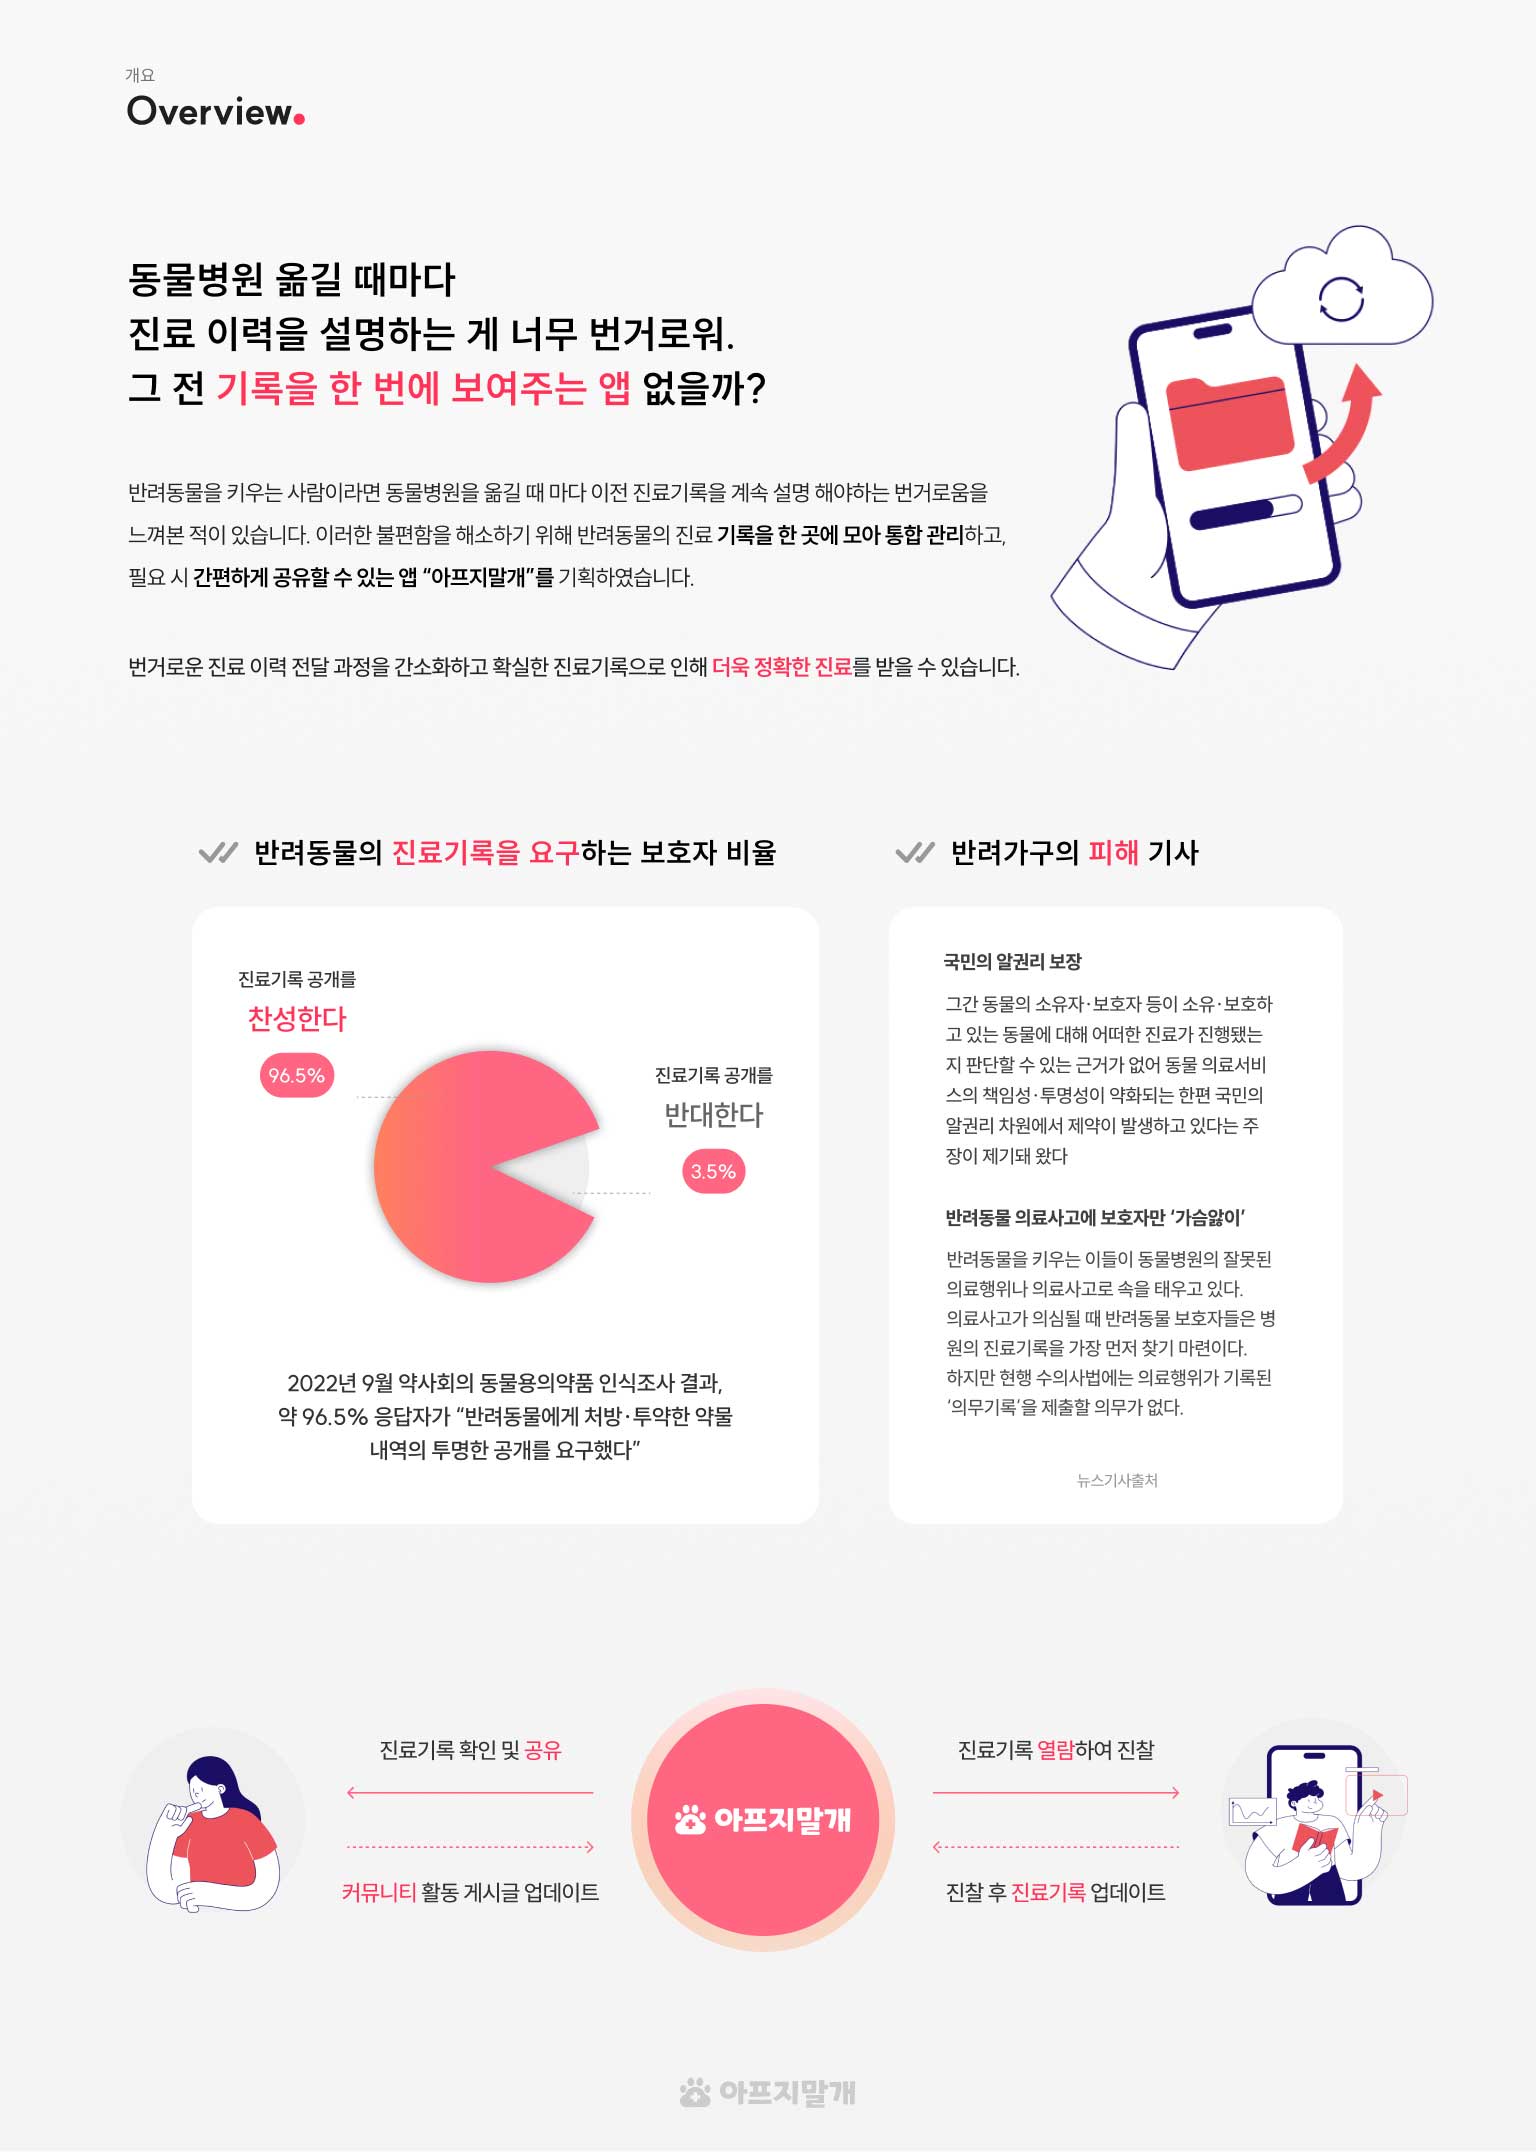 개요
Overview.
동물병원 옮길 때마다
진료 이력을 설명하는 게 너무 번거로워.
그 전 기록을 한 번에 보여주는 앱 없을까?
반려동물을 키우는 사람이라면 동물병원을 옮길 때 마다 이전 진료기록을 계속 설명 해야하는 번거로움을
느껴본 적이 있습니다. 이러한 불편함을 해소하기 위해 반려동물의 진료 기록을 한 곳에 모아 통합 관리하고,
필요 시 간편하게 공유할 수 있는 앱 “아프지말개”를 기획하였습니다.
번거로운 진료 이력 전달 과정을 간소화하고 확실한 진료기록으로 인해 더욱 정확한 진료를 받을 수 있습니다.
반려동물의 진료기록을 요구하는 보호자 비율
진료기록 공개를
찬성한다
96.5%
진료기록 공개를
반대한다
3.5%
2022년 9월 약사회의 동물용의약품 인식조사 결과,
약 96.5% 응답자가 “반려동물에게 처방·투약한 약물
내역의 투명한 공개를 요구했다”
반려가구의 피해 기사
국민의 알권리 보장
그간 동물의 소유자·보호자 등이 소유·보호하
고 있는 동물에 대해 어떠한 진료가 진행됐는
지 판단할 수 있는 근거가 없어 동물 의료서비
스의 책임성·투명성이 약화되는 한편 국민의
알권리 차원에서 제약이 발생하고 있다는 주
장이 제기돼 왔다
반려동물 의료사고에 보호자만 ‘가슴앓이’
반려동물을 키우는 이들이 동물병원의 잘못된
의료행위나 의료사고로 속을 태우고 있다.
의료사고가 의심될 때 반려동물 보호자들은 병
원의 진료기록을 가장 먼저 찾기 마련이다.
하지만 현행 수의사법에는 의료행위가 기록된
‘의무기록’을 제출할 의무가 없다.
뉴스기사출처
진료기록 확인 및 공유
커뮤니티 활동 게시글 업데이트
아프지말개
진료기록 열람하여 진찰
진찰 후 진료기록 업데이트
아프지말개